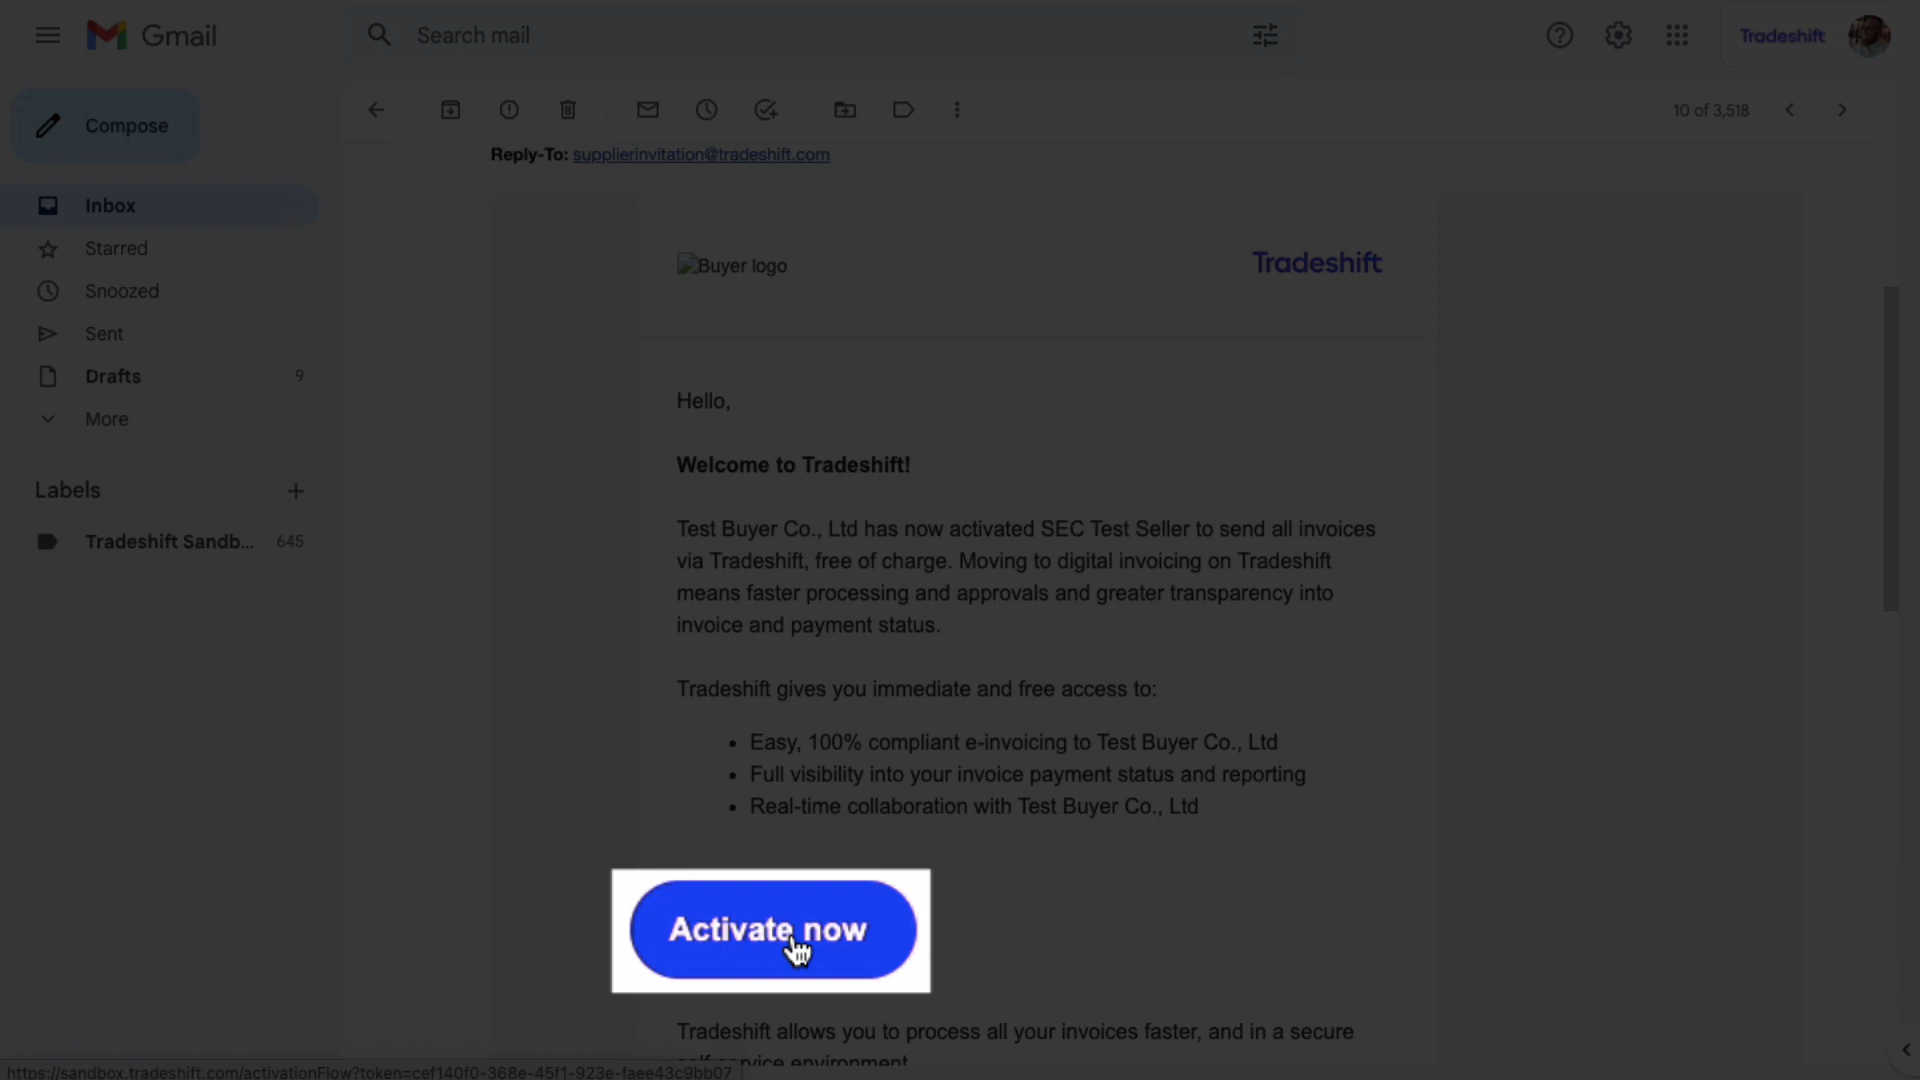 Gmail
Search mail
Tradeshift
Compose
10 of 3,518
Reply-To: supplierinvitation@tradeshift.com
Inbox
Starred
Snoozed
Sent
Drafts 9
More
Labels
Tradeshift Sandb... 645
Buyer logo
Tradeshift
Hello,
Welcome to Tradeshift!
Test Buyer Co., Ltd has now activated SEC Test Seller to send all invoices
via Tradeshift, free of charge. Moving to digital invoicing on Tradeshift
means faster processing and approvals and greater transparency into
invoice and payment status.
Tradeshift gives you immediate and free access to:
• Easy, 100% compliant e-invoicing to Test Buyer Co., Ltd
• Full visibility into your invoice payment status and reporting
• Real-time collaboration with Test Buyer Co., Ltd
Activate now
Tradeshift allows you to process all your invoices faster, and in a secure
self-service environment
https://sandbox.tradeshift.com/activationFlow?token=cef140f0-368e-45f1-923e-faee43c9bb07